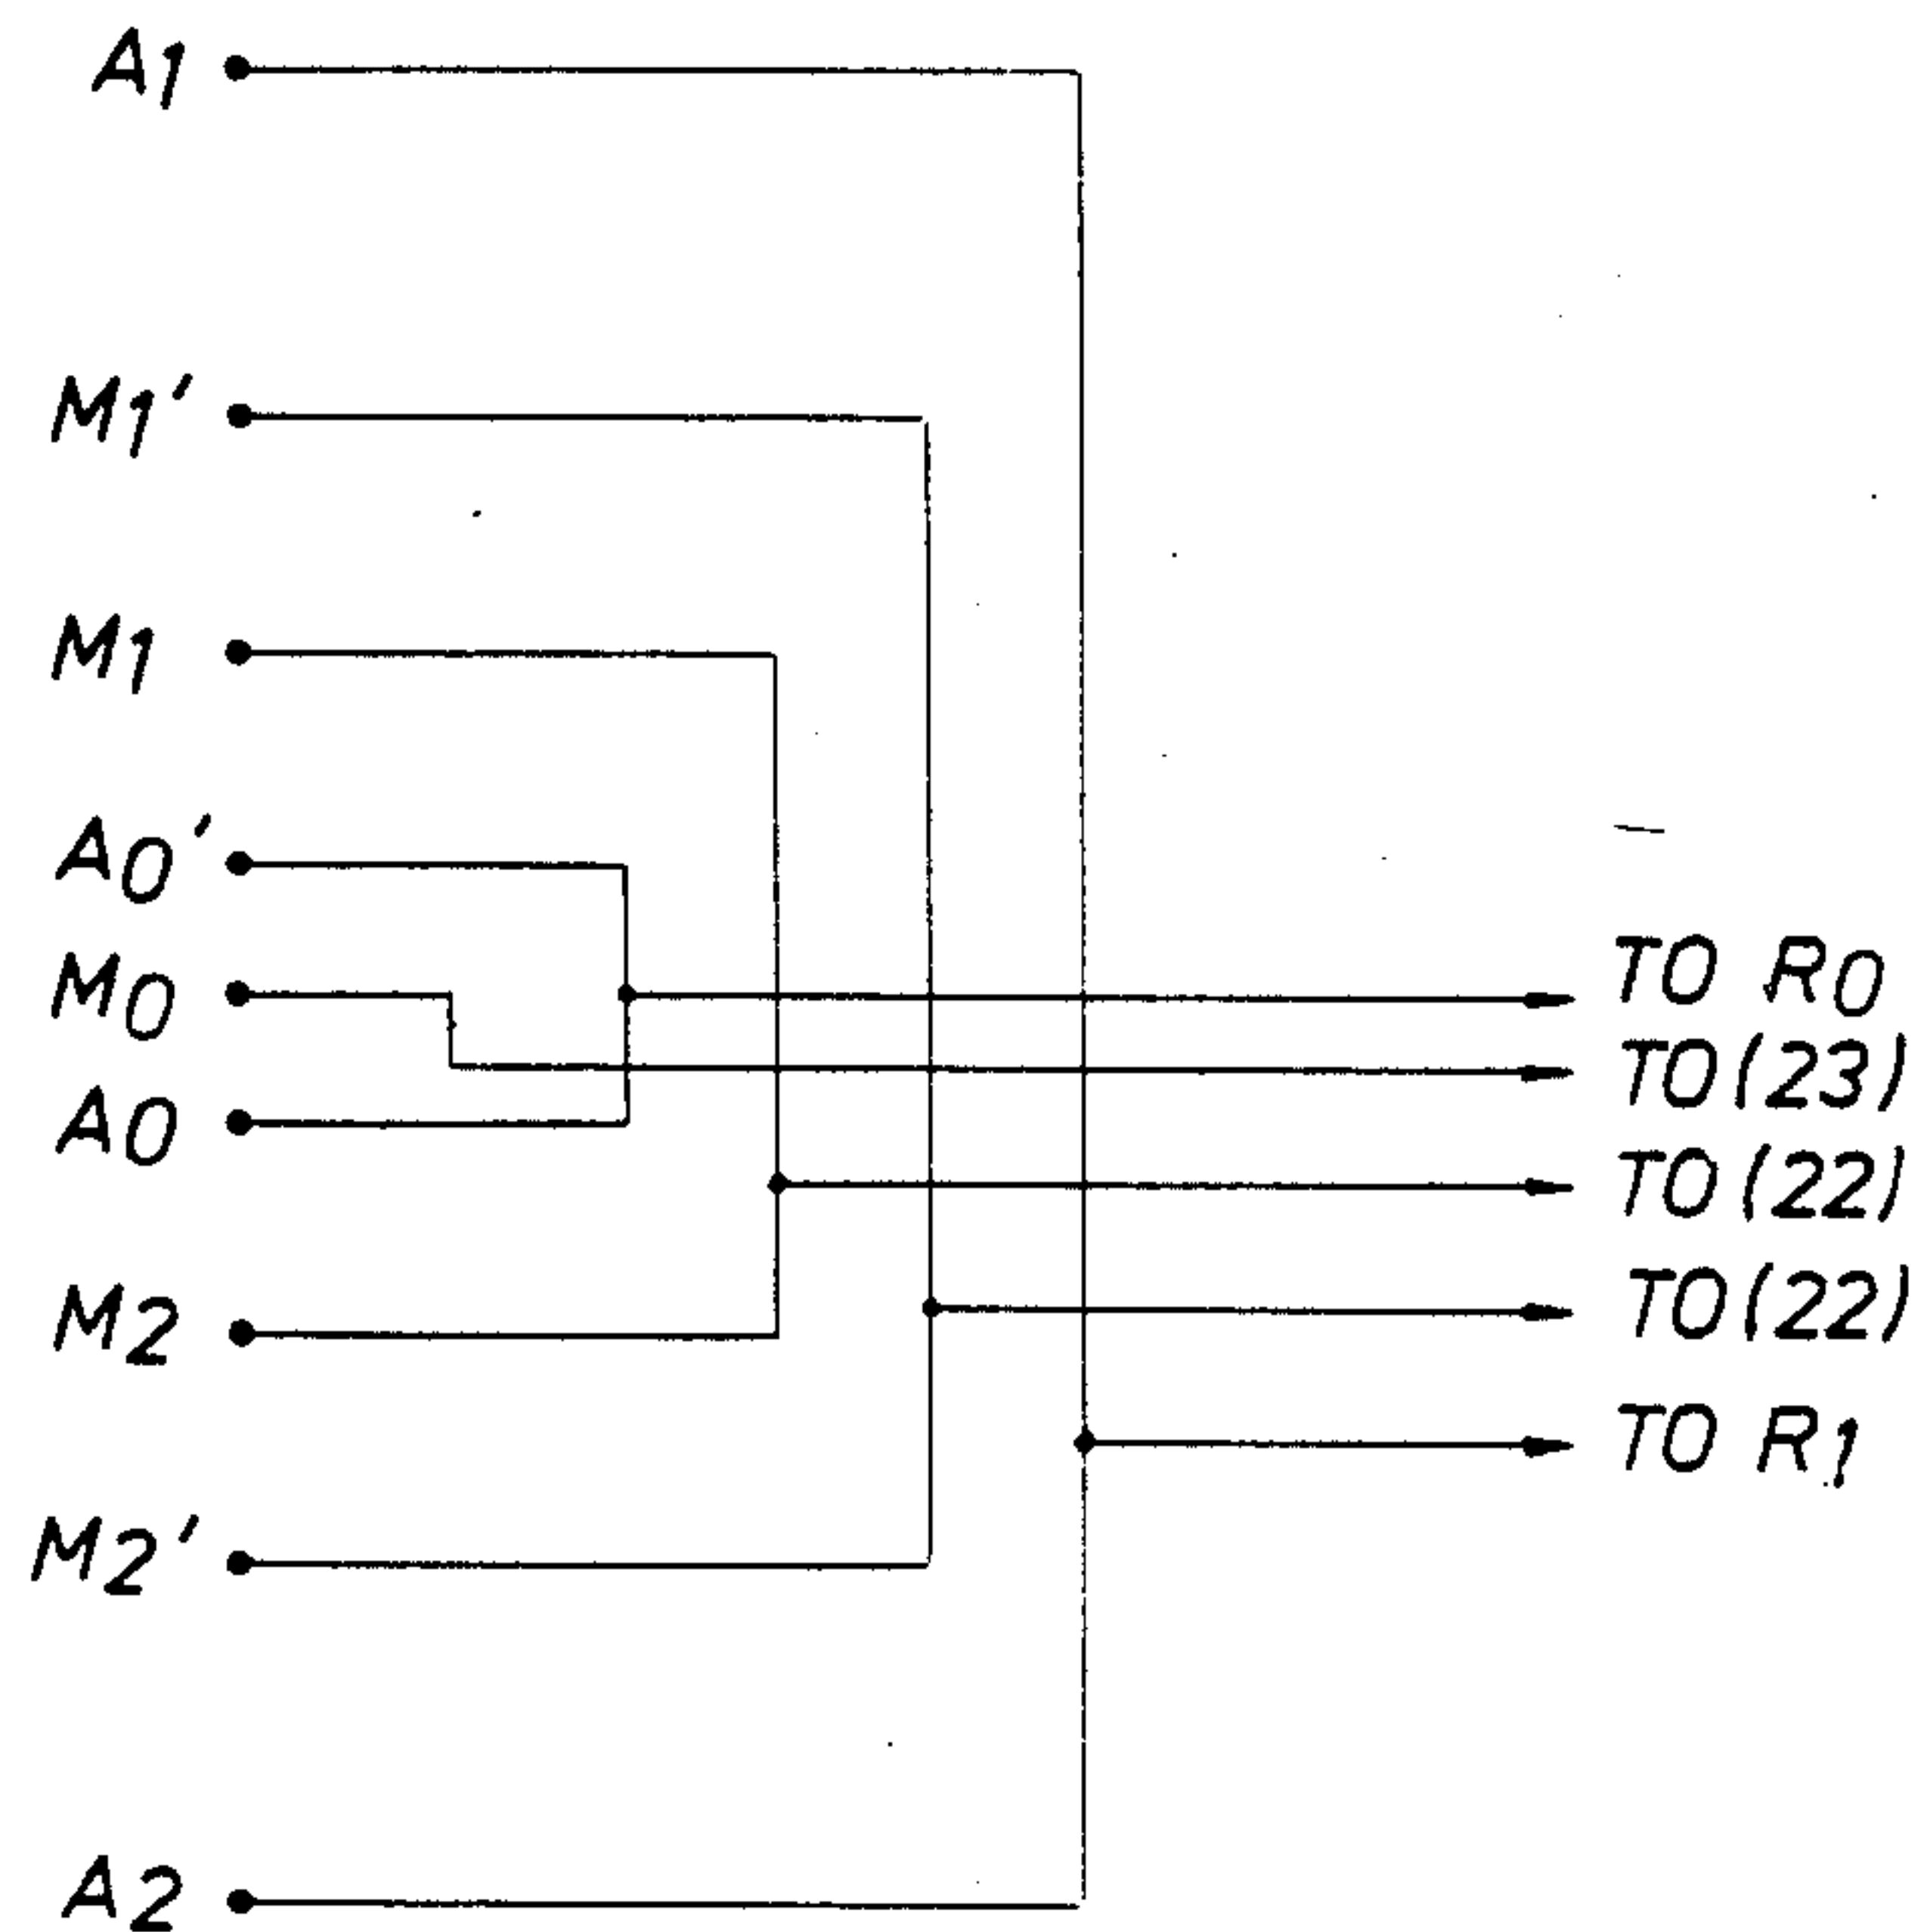 A1
M1'
M1
A0'
M0
A0
M2
M2'
A2
TO R0
TO (23)
TO (22)
TO (22)
TO R1